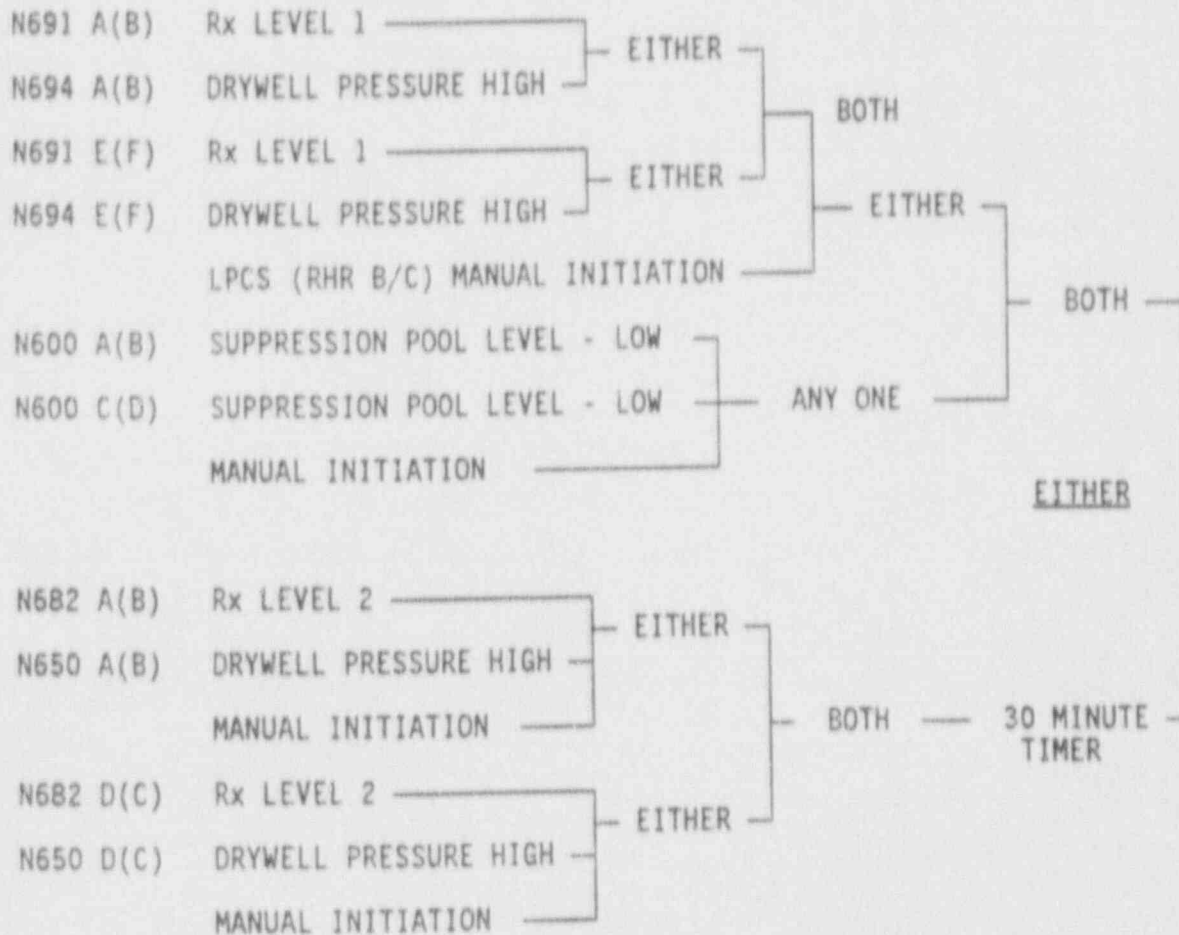 N691 A(B) Rx LEVEL 1
EITHER
N694 A(B) DRYWELL PRESSURE HIGH
BOTH
N691 E(F) Rx LEVEL 1
EITHER
N694 E(F) DRYWELL PRESSURE HIGH
EITHER
LPCS (RHR B/C) MANUAL INITIATION
BOTH
N600 A(B) SUPPRESSION POOL LEVEL - LOW
N600 C(D) SUPPRESSION POOL LEVEL - LOW
ANY ONE
MANUAL INITIATION
EITHER
N682 A(B) Rx LEVEL 2
EITHER
N650 A(B) DRYWELL PRESSURE HIGH
MANUAL INITIATION
BOTH
30 MINUTE
TIMER
N682 D(C) Rx LEVEL 2
EITHER
N650 D(C) DRYWELL PRESSURE HIGH
MANUAL INITIATION